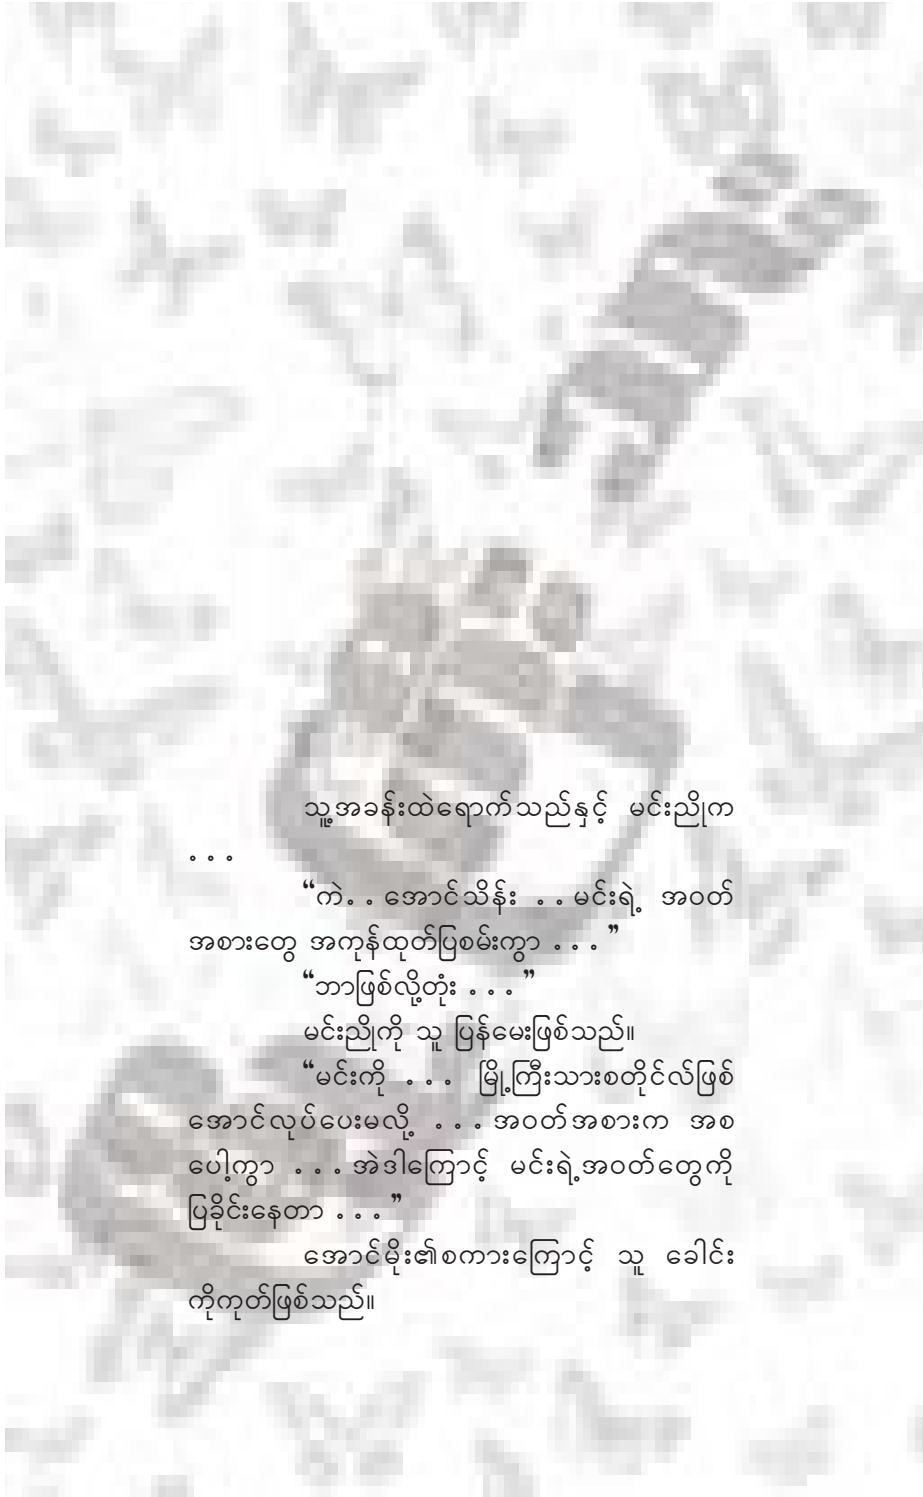 သူ့အခန်းထဲရောက်သည်နှင့် မင်းညိုက
. . .
“ကဲ . . အောင်သိန်း . . မင်းရဲ့ အဝတ်
အစားတွေ အကုန်ထုတ်ပြစမ်းကွာ . . . ”
“ဘာဖြစ်လို့တုံး . . . ”
မင်းညိုကို သူ ပြန်မေးဖြစ်သည်။
“မင်းကို . . . မြို့ကြီးသားစတိုင်လ်ဖြစ်
အောင်လုပ်ပေးမလို့ . . . အဝတ်အစားက အစ
ပေါ့ကွာ . . . အဲဒါကြောင့် မင်းရဲ့အဝတ်တွေကို
ပြခိုင်းနေတာ . . . ”
အောင်မိုး၏စကားကြောင့် သူ ခေါင်း
ကိုကုတ်ဖြစ်သည်။